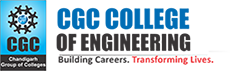 CGC
Chandigarh
Group of Colleges
CGC COLLEGE
OF ENGINEERING
Building Careers. Transforming Lives.